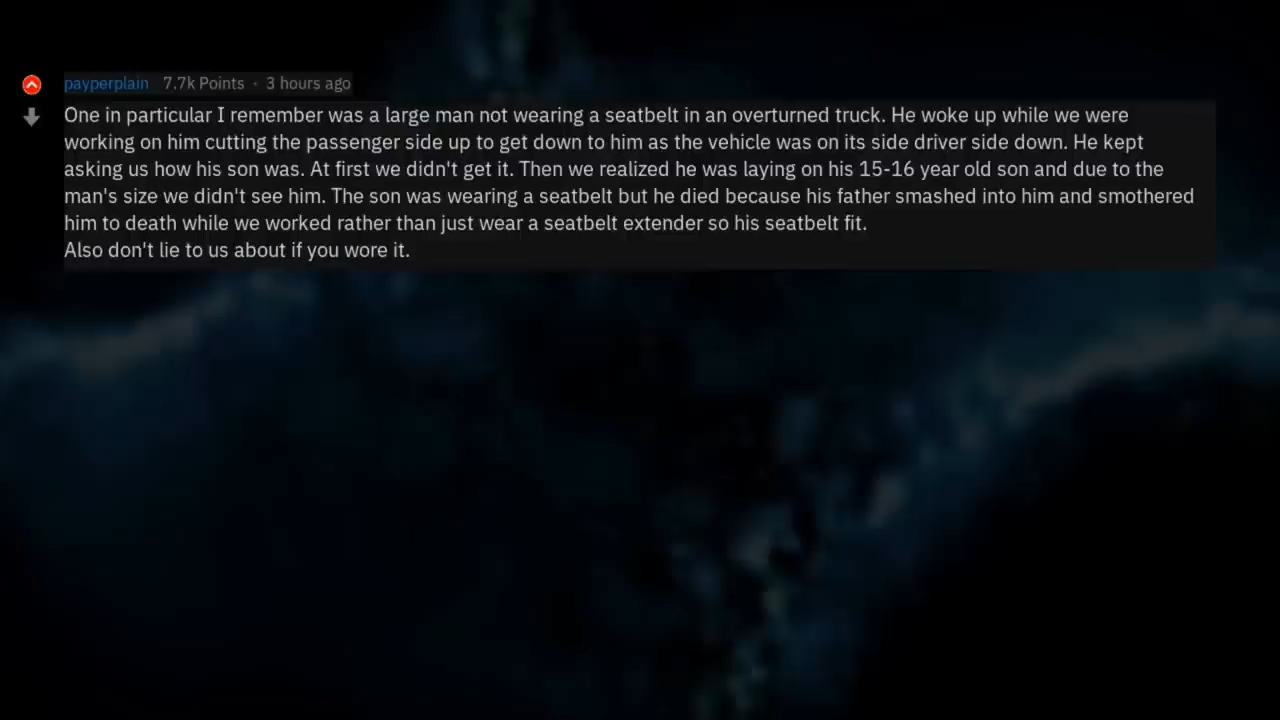 payperplain 7.7k Points · 3 hours ago
One in particular I remember was a large man not wearing a seatbelt in an overturned truck. He woke up while we were
working on him cutting the passenger side up to get down to him as the vehicle was on its side driver side down. He kept
asking us how his son was. At first we didn't get it. Then we realized he was laying on his 15-16 year old son and due to the
man's size we didn't see him. The son was wearing a seatbelt but he died because his father smashed into him and smothered
him to death while we worked rather than just wear a seatbelt extender so his seatbelt fit.
Also don't lie to us about if you wore it.